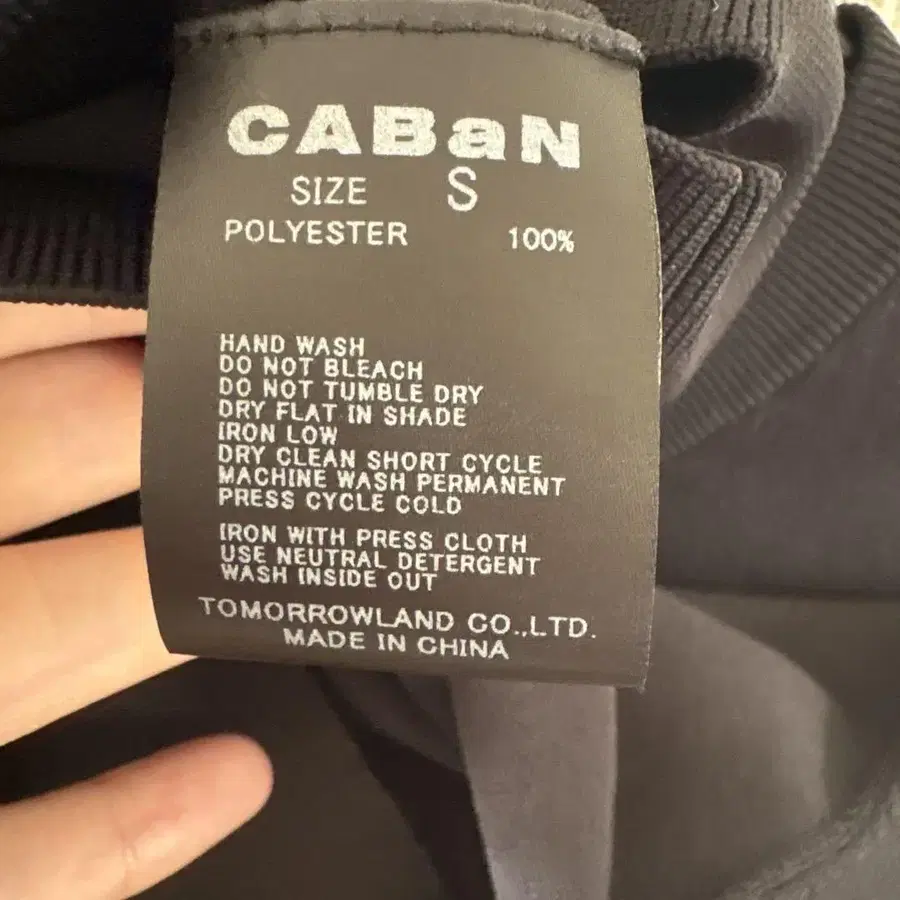 CABaN
SIZE S
POLYESTER 100%
HAND WASH
DO NOT BLEACH
DO NOT TUMBLE DRY
DRY FLAT IN SHADE
IRON LOW
DRY CLEAN SHORT CYCLE
MACHINE WASH PERMANENT
PRESS CYCLE COLD
IRON WITH PRESS CLOTH
USE NEUTRAL DETERGENT
WASH INSIDE OUT
TOMORROWLAND CO.,LTD.
MADE IN CHINA